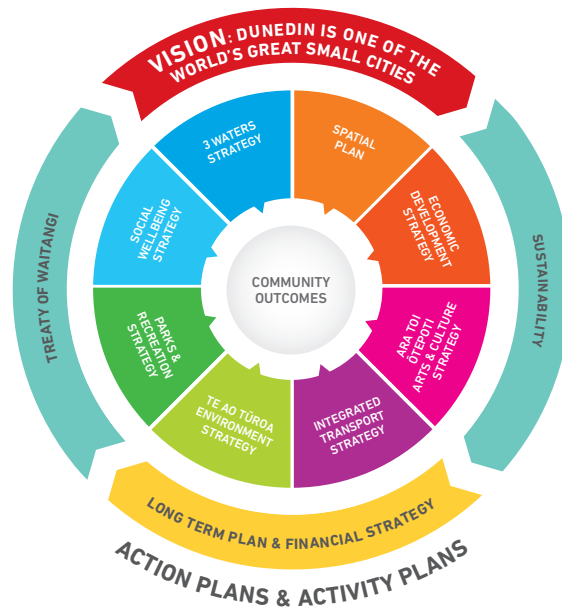 VISION: DUNEDIN IS ONE OF THE
WORLD'S GREAT SMALL CITIES
3 WATERS
STRATEGY
SPATIAL
PLAN
SOCIAL
WELLBEING
STRATEGY
ECONOMIC
DEVELOPMENT
STRATEGY
TREATY OF WAITANGI
COMMUNITY
OUTCOMES
SUSTAINABILITY
PARKS &
RECREATION
STRATEGY
ARA TOI
ŌTEPOTI
ARTS & CULTURE
STRATEGY
TE AO TŪROA
ENVIRONMENT
STRATEGY
INTEGRATED
TRANSPORT
STRATEGY
LONG TERM PLAN & FINANCIAL STRATEGY
ACTION PLANS & ACTIVITY PLANS